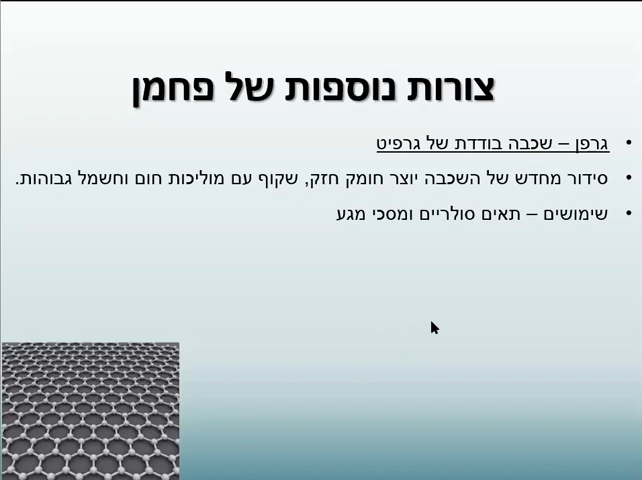 צורות נוספות של פחמן
• גרפן – שכבה בודדת של גרפיט
• סידור מחדש של השכבה יוצר חומק חזק, שקוף עם מוליכות חום וחשמל גבוהות.
• שימושים – תאים סולריים ומסכי מגע